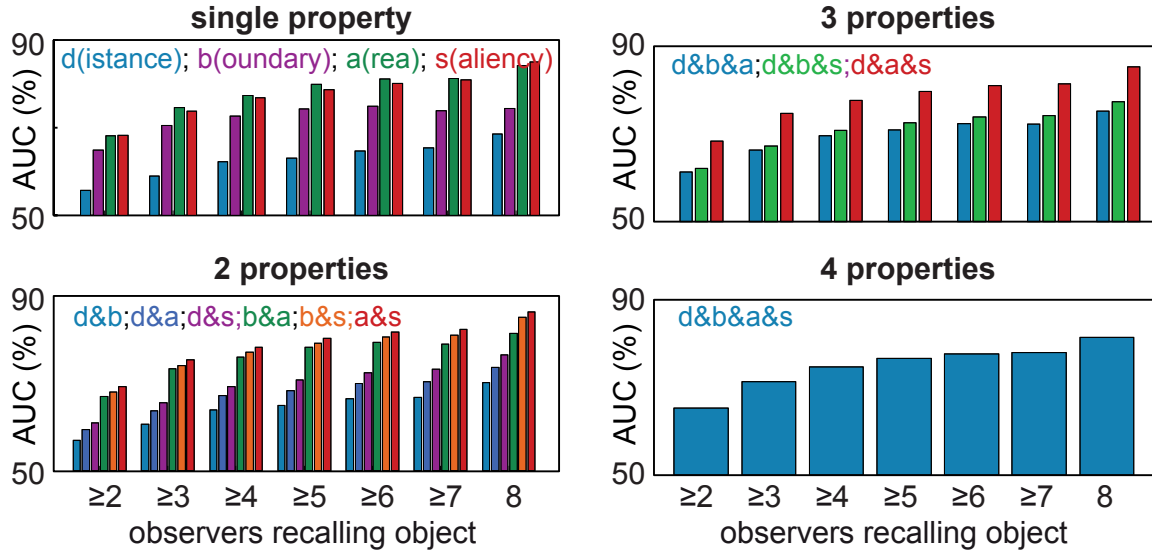 single property
90
d(istance); b(oundary); a(rea); s(aliency)
AUC (%)
50
3 properties
90
d&b&a;d&b&s;d&a&s
AUC (%)
50
2 properties
90
d&b;d&a;d&s;b&a;b&s;a&s
AUC (%)
50
≥2 ≥3 ≥4 ≥5 ≥6 ≥7 8
observers recalling object
4 properties
90
d&b&a&s
AUC (%)
50
≥2 ≥3 ≥4 ≥5 ≥6 ≥7 8
observers recalling object